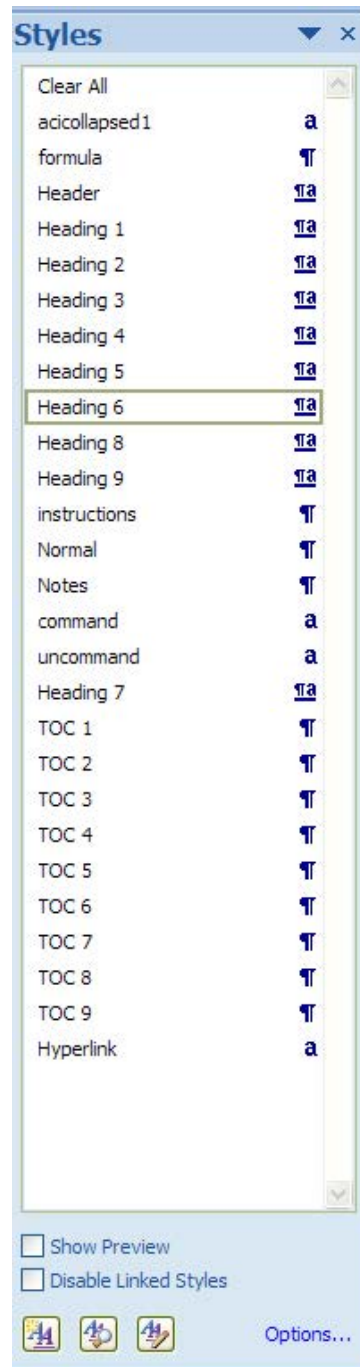 Styles
Clear All
acicollapsed1 a
formula ¶
Header ¶a
Heading 1 ¶a
Heading 2 ¶a
Heading 3 ¶a
Heading 4 ¶a
Heading 5 ¶a
Heading 6 ¶a
Heading 8 ¶a
Heading 9 ¶a
instructions ¶
Normal ¶
Notes ¶
command a
uncommand a
Heading 7 ¶a
TOC 1 ¶
TOC 2 ¶
TOC 3 ¶
TOC 4 ¶
TOC 5 ¶
TOC 6 ¶
TOC 7 ¶
TOC 8 ¶
TOC 9 ¶
Hyperlink a
Show Preview
Disable Linked Styles
Options...